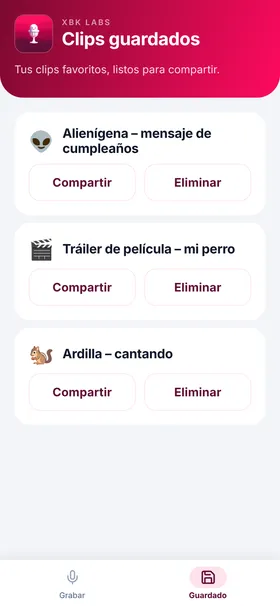 XBK LABS
Clips guardados
Tus clips favoritos, listos para compartir.
Alienígena – mensaje de
cumpleaños
Compartir
Eliminar
Tráiler de película – mi perro
Compartir
Eliminar
Ardilla – cantando
Compartir
Eliminar
Grabar
Guardado